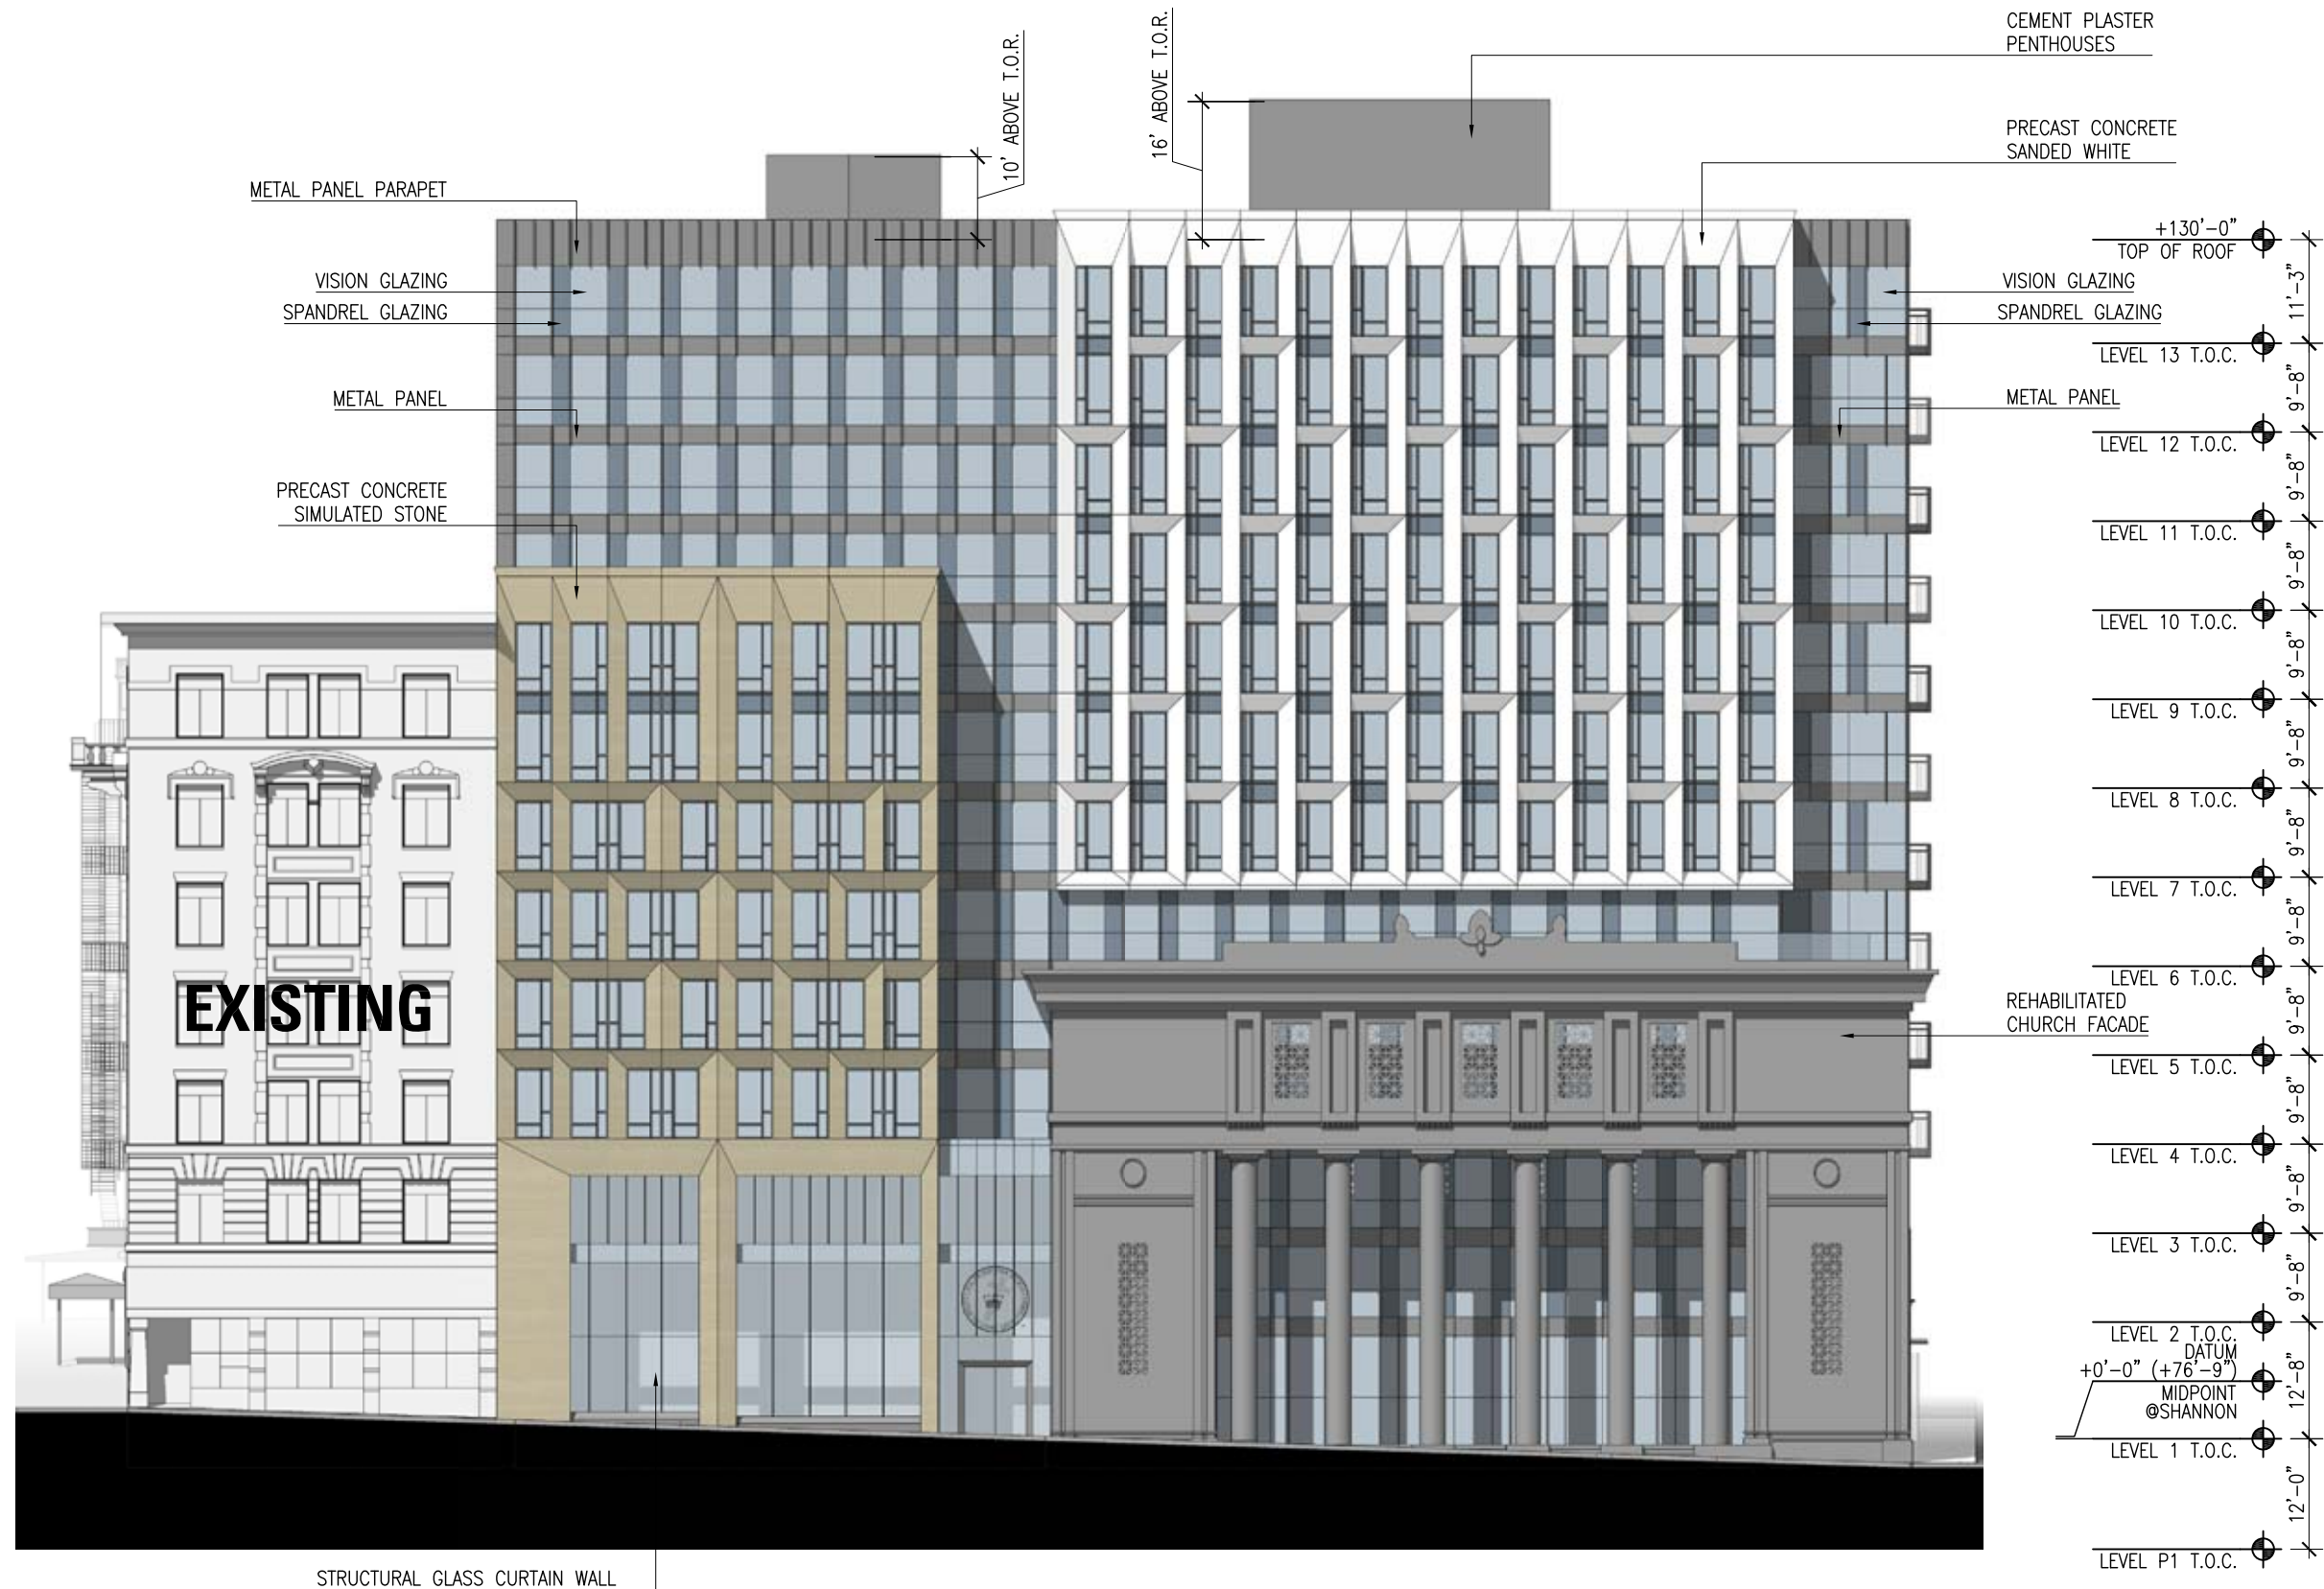 CEMENT PLASTER
PENTHOUSES
10' ABOVE T.O.R.
16' ABOVE T.O.R.
PRECAST CONCRETE
SANDED WHITE
METAL PANEL PARAPET
VISION GLAZING
SPANDREL GLAZING
METAL PANEL
PRECAST CONCRETE
SIMULATED STONE
EXISTING
STRUCTURAL GLASS CURTAIN WALL
VISION GLAZING
SPANDREL GLAZING
METAL PANEL
REHABILITATED
CHURCH FACADE
+130'-0"
TOP OF ROOF
11'-3"
LEVEL 13 T.O.C.
9'-8"
LEVEL 12 T.O.C.
9'-8"
LEVEL 11 T.O.C.
9'-8"
LEVEL 10 T.O.C.
9'-8"
LEVEL 9 T.O.C.
9'-8"
LEVEL 8 T.O.C.
9'-8"
LEVEL 7 T.O.C.
9'-8"
LEVEL 6 T.O.C.
9'-8"
LEVEL 5 T.O.C.
9'-8"
LEVEL 4 T.O.C.
9'-8"
LEVEL 3 T.O.C.
9'-8"
LEVEL 2 T.O.C.
DATUM
+0'-0" (+76'-9")
MIDPOINT
@SHANNON
12'-8"
LEVEL 1 T.O.C.
12'-0"
LEVEL P1 T.O.C.